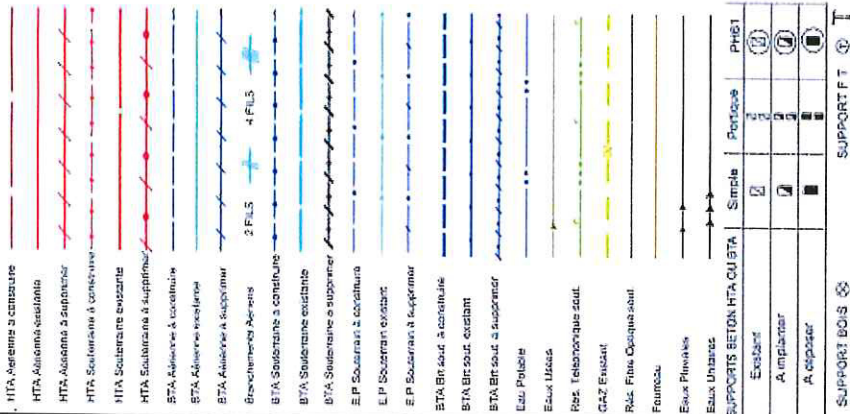 HTA Aérienne à construire
HTA Aérienne existante
HTA Aérienne à supprimer
HTA Souterraine à construire
HTA Souterraine existante
HTA Souterraine à supprimer
BTA Aérienne à construire
BTA Aérienne existante
BTA Aérienne à supprimer
Branchements Aériens 2 FILS 4 FILS
BTA Souterraine à construire
BTA Souterraine existante
BTA Souterraine à supprimer
E.P Souterrain à construire
E.P Souterrain existant
E.P Souterrain à supprimer
BTA Brt sout. à construire
BTA Brt sout. existant
BTA Brt sout. à supprimer
Eau Potable
Eaux Usées
Rés. Téléphonique sout.
GAZ Existant
Rés. Fibre Optique sout.
Fourreau
Eaux Pluviales
Eaux Unitaires
SUPPORTS BETON HTA OU BTA Simple Portique PH61
Existant
A implanter
A déposer
SUPPORT BOIS SUPPORT F T